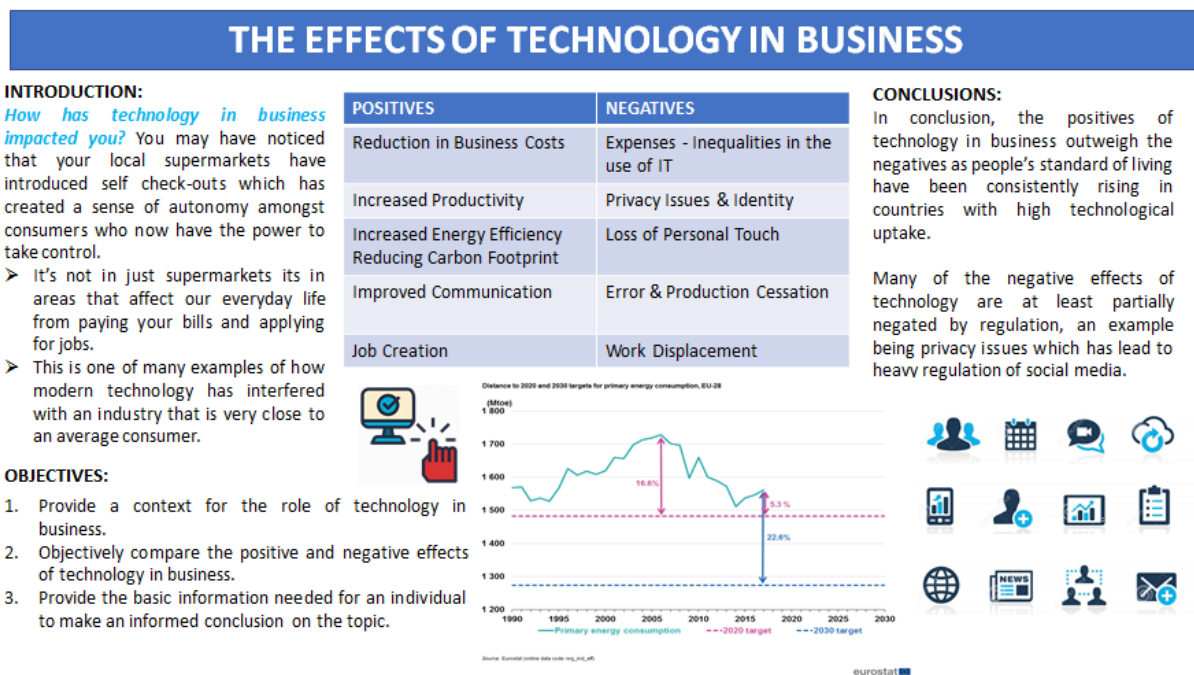 THE EFFECTS OF TECHNOLOGY IN BUSINESS
INTRODUCTION:
How has technology in business
impacted you? You may have noticed
that your local supermarkets have
introduced self check-outs which has
created a sense of autonomy amongst
consumers who now have the power to
take control.
➢ It's not in just supermarkets its in
areas that affect our everyday life
from paying your bills and applying
for jobs.
➢ This is one of many examples of how
modern technology has interfered
with an industry that is very close to
an average consumer.
OBJECTIVES:
1. Provide a context for the role of technology in
business.
2. Objectively compare the positive and negative effects
of technology in business.
3. Provide the basic information needed for an individual
to make an informed conclusion on the topic.
POSITIVES
NEGATIVES
Reduction in Business Costs
Expenses - Inequalities in the
use of IT
Increased Productivity
Privacy Issues & Identity
Increased Energy Efficiency
Reducing Carbon Footprint
Loss of Personal Touch
Improved Communication
Error & Production Cessation
Job Creation
Work Displacement
Distance to 2020 and 2030 targets for primary energy consumption, EU-28
(Mtoe)
1 800
1 700
1 600
1 500
1 400
1 300
1 200
16.6%
5.3 %
22.6%
1990 1995 2000 2005 2010 2015 2020 2025 2030
Primary energy consumption 2020 target 2030 target
Source: Eurostat (online data code: nrg_ind_eff)
eurostat
CONCLUSIONS:
In conclusion, the positives of
technology in business outweigh the
negatives as people's standard of living
have been consistently rising in
countries with high technological
uptake.
Many of the negative effects of
technology are at least partially
negated by regulation, an example
being privacy issues which has lead to
heavy regulation of social media.
NEWS